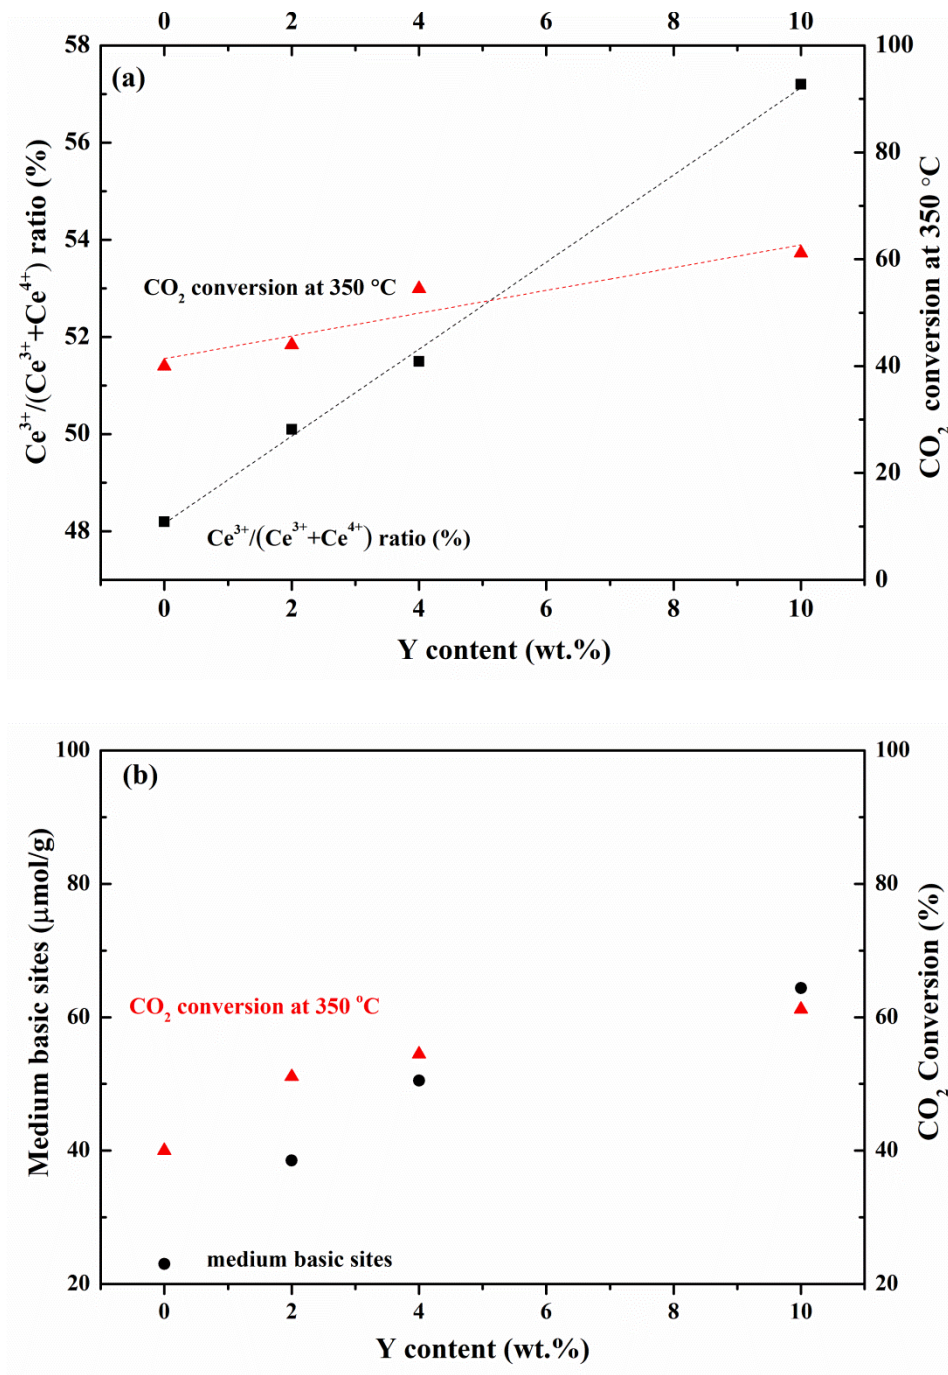 0 2 4 6 8 10
58
56
54
52
50
48
100
80
60
40
20
0
(a)
Ce³⁺/(Ce³⁺+Ce⁴⁺) ratio (%)
CO₂ conversion at 350 °C
CO₂ conversion at 350 °C
Ce³⁺/(Ce³⁺+Ce⁴⁺) ratio (%)
0 2 4 6 8 10
Y content (wt.%)
100
80
60
40
20
100
80
60
40
20
(b)
Medium basic sites (μmol/g)
CO₂ Conversion (%)
CO₂ conversion at 350 °C
medium basic sites
0 2 4 6 8 10
Y content (wt.%)